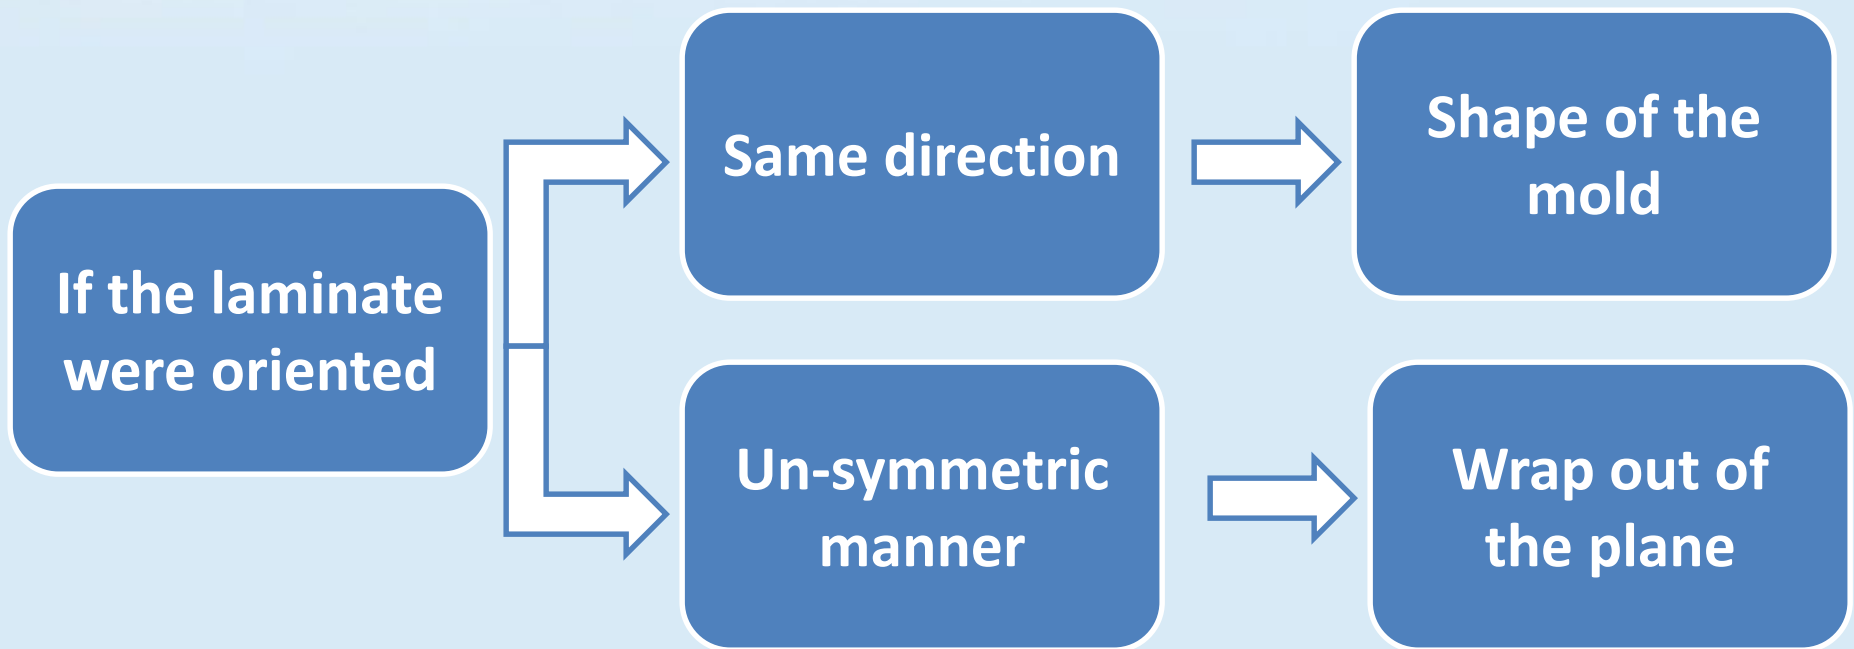 If the laminate
were oriented
Same direction
Shape of the
mold
Un-symmetric
manner
Wrap out of
the plane